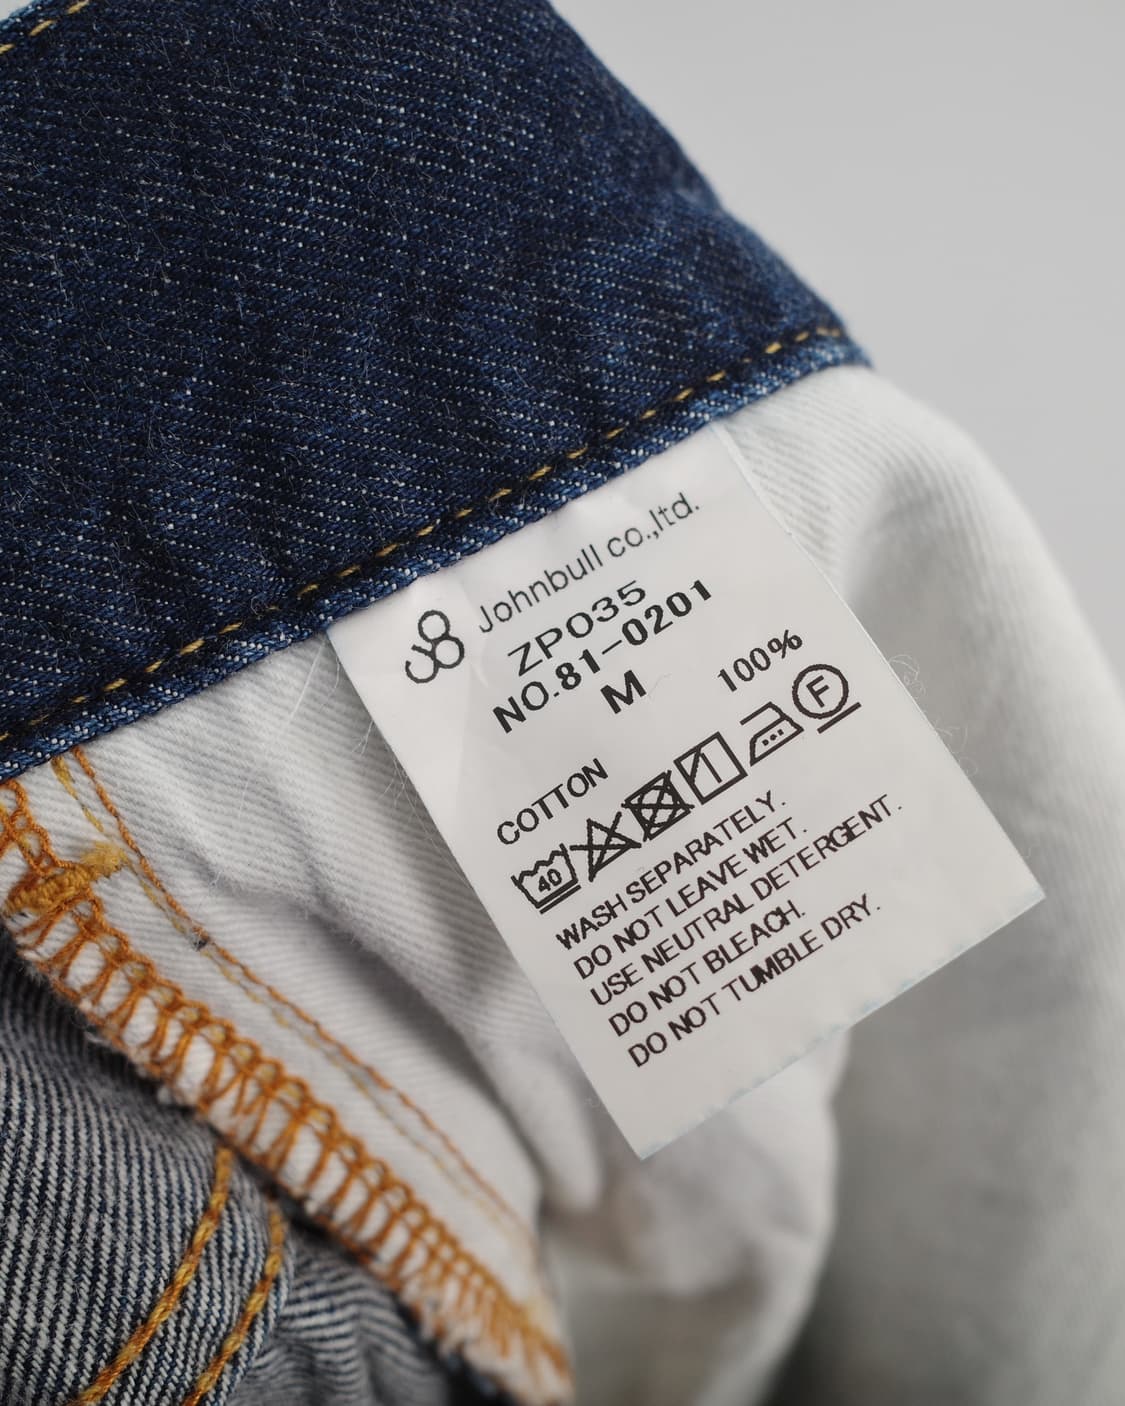 Johnbull co.,ltd.
ZP035
NO.81-0201
M
COTTON 100%
40 F
WASH SEPARATELY.
DO NOT LEAVE WET.
USE NEUTRAL DETERGENT.
DO NOT BLEACH.
DO NOT TUMBLE DRY.